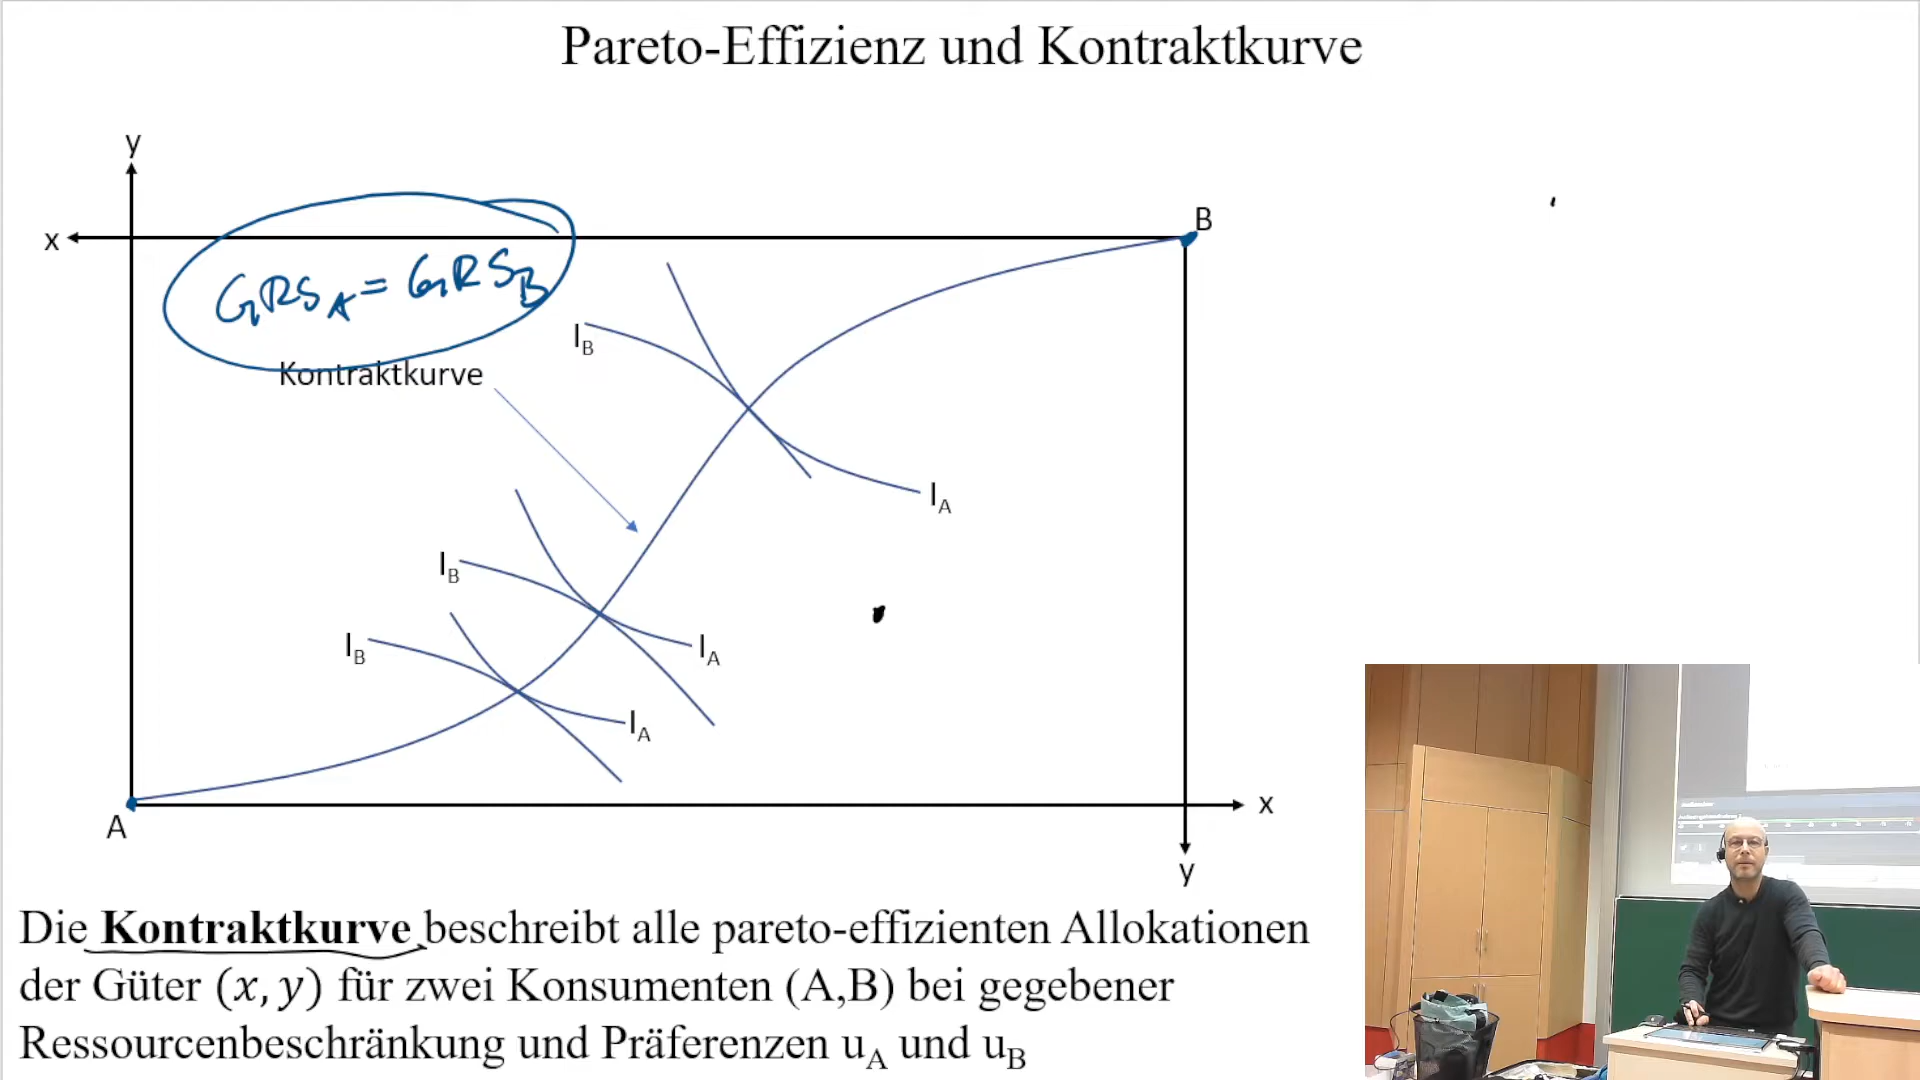 Pareto-Effizienz und Kontraktkurve
y
B
x
GRS_A = GRS_B
I_B
Kontraktkurve
I_A
I_B
I_B
I_A
I_A
x
A
y
Die Kontraktkurve beschreibt alle pareto-effizienten Allokationen
der Güter (x, y) für zwei Konsumenten (A,B) bei gegebener
Ressourcenbeschränkung und Präferenzen u_A und u_B